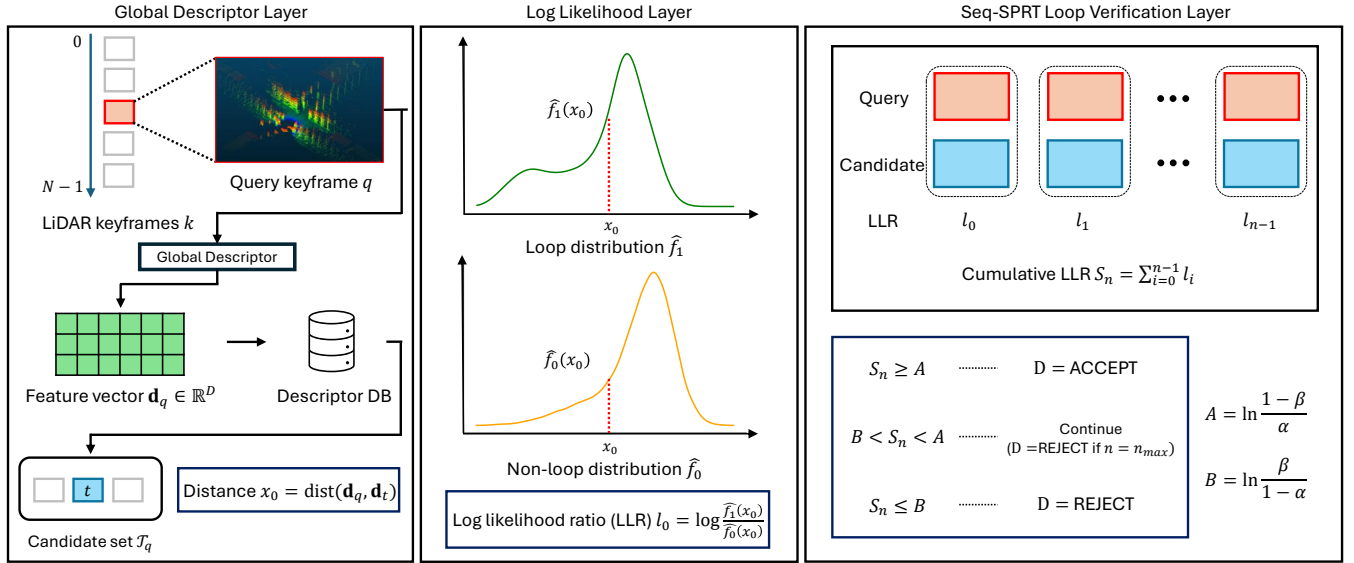 Global Descriptor Layer
0
N − 1
Query keyframe q
LiDAR keyframes k
Global Descriptor
Feature vector d_q ∈ ℝ^D
Descriptor DB
t
Candidate set 𝒯_q
Distance x_0 = dist(d_q, d_t)
Log Likelihood Layer
f̂_1(x_0)
x_0
Loop distribution f̂_1
f̂_0(x_0)
x_0
Non-loop distribution f̂_0
Log likelihood ratio (LLR) l_0 = log f̂_1(x_0) / f̂_0(x_0)
Seq-SPRT Loop Verification Layer
Query •••
Candidate •••
LLR l_0 l_1 l_{n−1}
Cumulative LLR S_n = ∑_{i=0}^{n−1} l_i
S_n ≥ A ............ D = ACCEPT
B < S_n < A ............ Continue
(D=REJECT if n = n_{max})
S_n ≤ B ............ D = REJECT
A = ln (1 − β) / α
B = ln β / (1 − α)